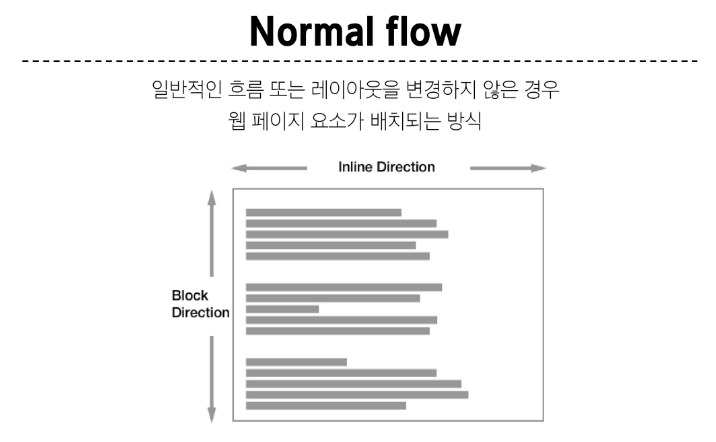 Normal flow
일반적인 흐름 또는 레이아웃을 변경하지 않은 경우
웹 페이지 요소가 배치되는 방식
Inline Direction
Block
Direction